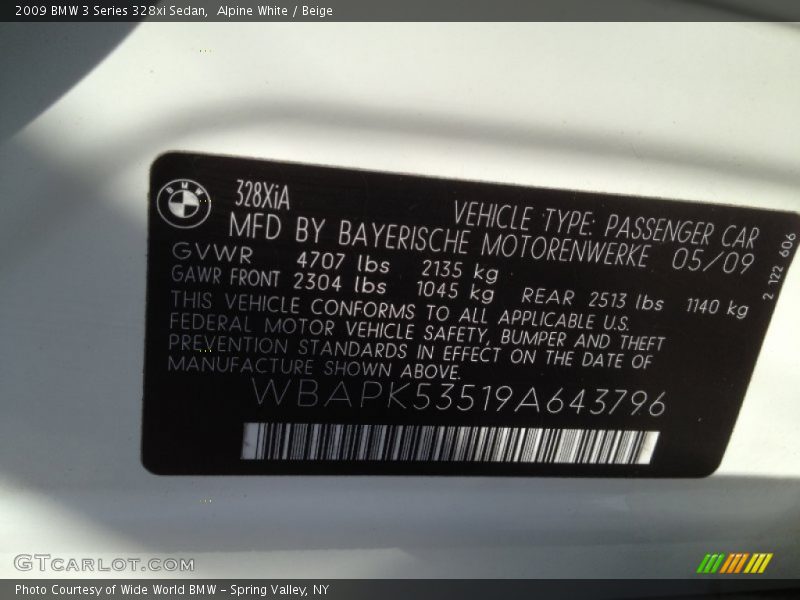 2009 BMW 3 Series 328xi Sedan, Alpine White / Beige
BMW
328XiA
VEHICLE TYPE: PASSENGER CAR
MFD BY BAYERISCHE MOTORENWERKE 05/09
GVWR 4707 lbs 2135 kg
GAWR FRONT 2304 lbs 1045 kg REAR 2513 lbs 1140 kg
THIS VEHICLE CONFORMS TO ALL APPLICABLE U.S.
FEDERAL MOTOR VEHICLE SAFETY, BUMPER AND THEFT
PREVENTION STANDARDS IN EFFECT ON THE DATE OF
MANUFACTURE SHOWN ABOVE.
WBAPK53519A643796
2 122 606
GTCARLOT.COM
Photo Courtesy of Wide World BMW - Spring Valley, NY